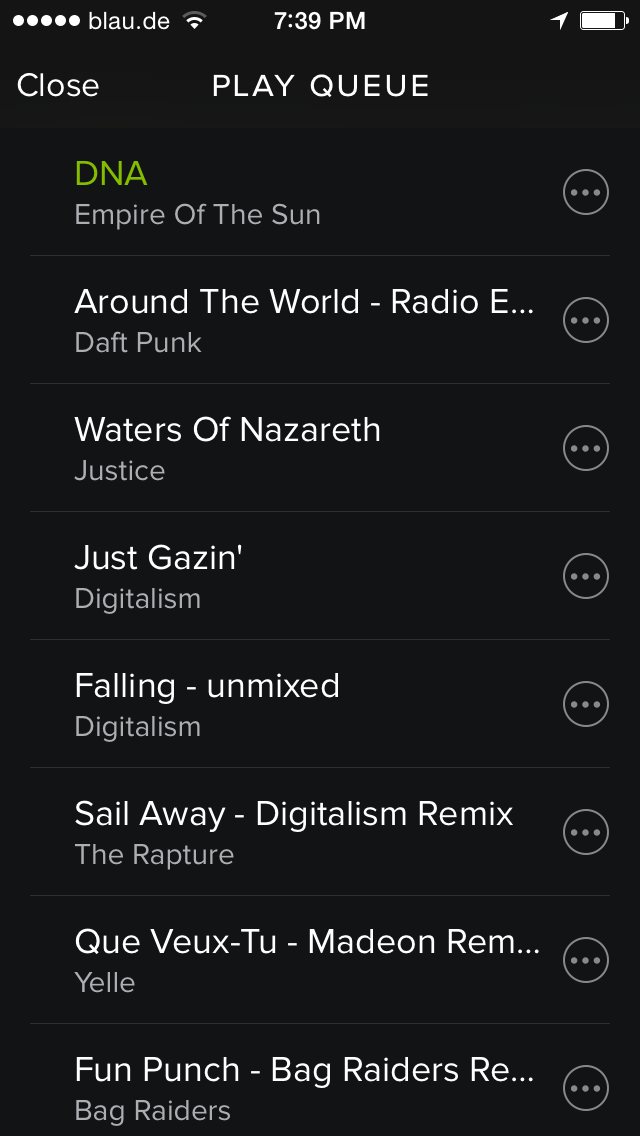 blau.de 7:39 PM
Close PLAY QUEUE
DNA
Empire Of The Sun
Around The World - Radio E...
Daft Punk
Waters Of Nazareth
Justice
Just Gazin'
Digitalism
Falling - unmixed
Digitalism
Sail Away - Digitalism Remix
The Rapture
Que Veux-Tu - Madeon Rem...
Yelle
Fun Punch - Bag Raiders Re...
Bag Raiders